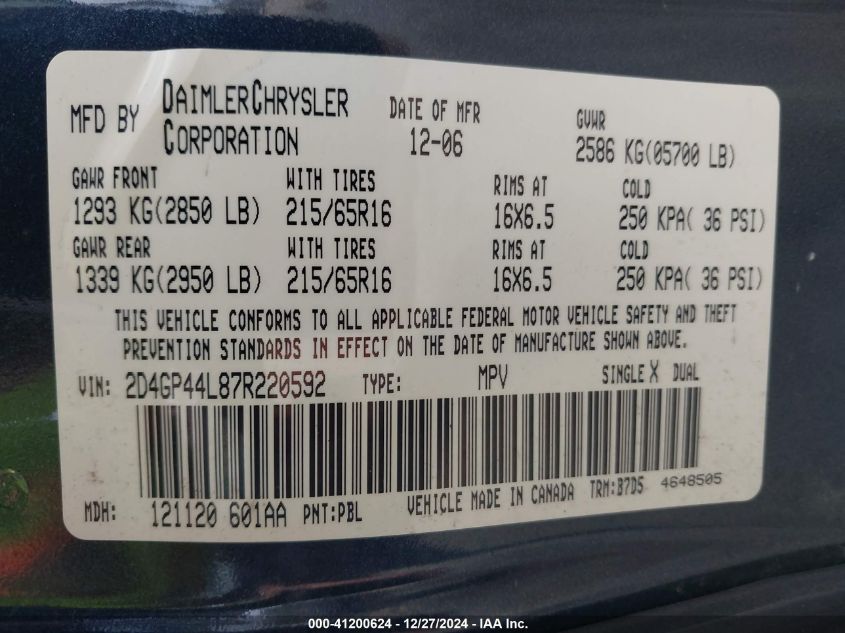 MFD BY DAIMLERCHRYSLER CORPORATION DATE OF MFR 12-06 GVWR 2586 KG(05700 LB)
GAWR FRONT WITH TIRES RIMS AT COLD
1293 KG(2850 LB) 215/65R16 16X6.5 250 KPA( 36 PSI)
GAWR REAR WITH TIRES RIMS AT COLD
1339 KG(2950 LB) 215/65R16 16X6.5 250 KPA( 36 PSI)
THIS VEHICLE CONFORMS TO ALL APPLICABLE FEDERAL MOTOR VEHICLE SAFETY AND THEFT
PREVENTION STANDARDS IN EFFECT ON THE DATE OF MANUFACTURE SHOWN ABOVE.
VIN: 2D4GP44L87R220592 TYPE: MPV SINGLE X DUAL
MDH: 121120 601AA PNT:PBL VEHICLE MADE IN CANADA TRM:B7D5 4648505
000-41200624 - 12/27/2024 - IAA Inc.